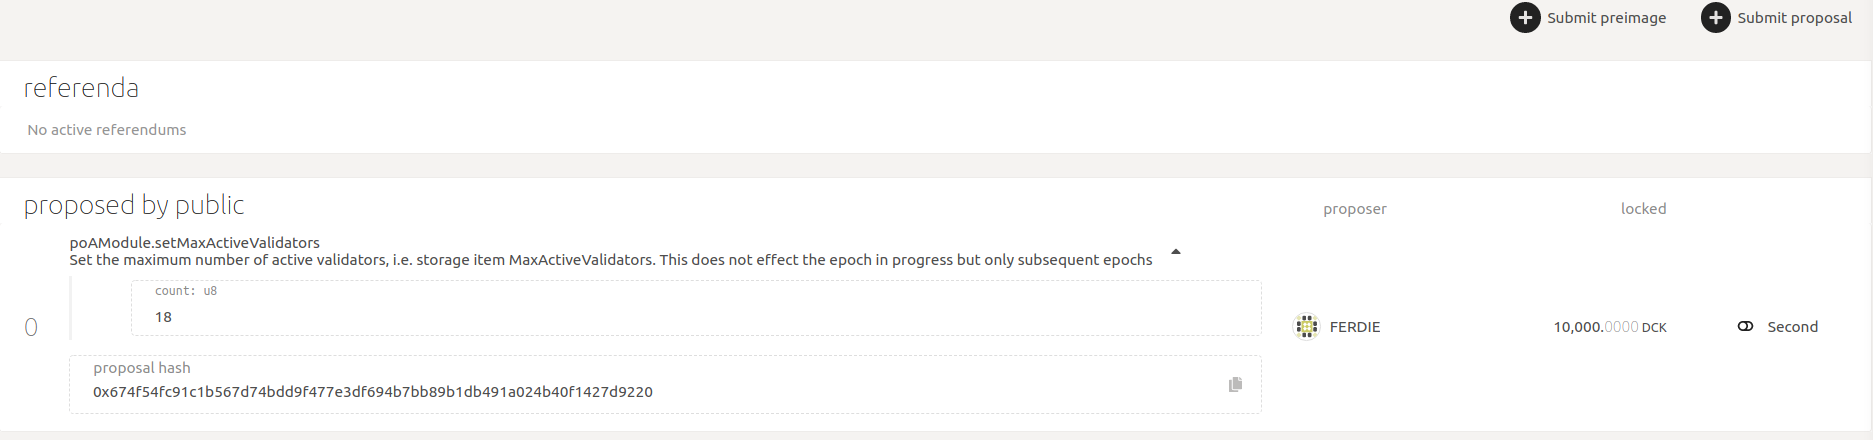 Submit preimage
Submit proposal
referenda
No active referendums
proposed by public
proposer
locked
poAModule.setMaxActiveValidators
Set the maximum number of active validators, i.e. storage item MaxActiveValidators. This does not effect the epoch in progress but only subsequent epochs
count: u8
18
0
FERDIE
10,000.0000 DCK
Second
proposal hash
0x674f54fc91c1b567d74bdd9f477e3df694b7bb89b1db491a024b40f1427d9220